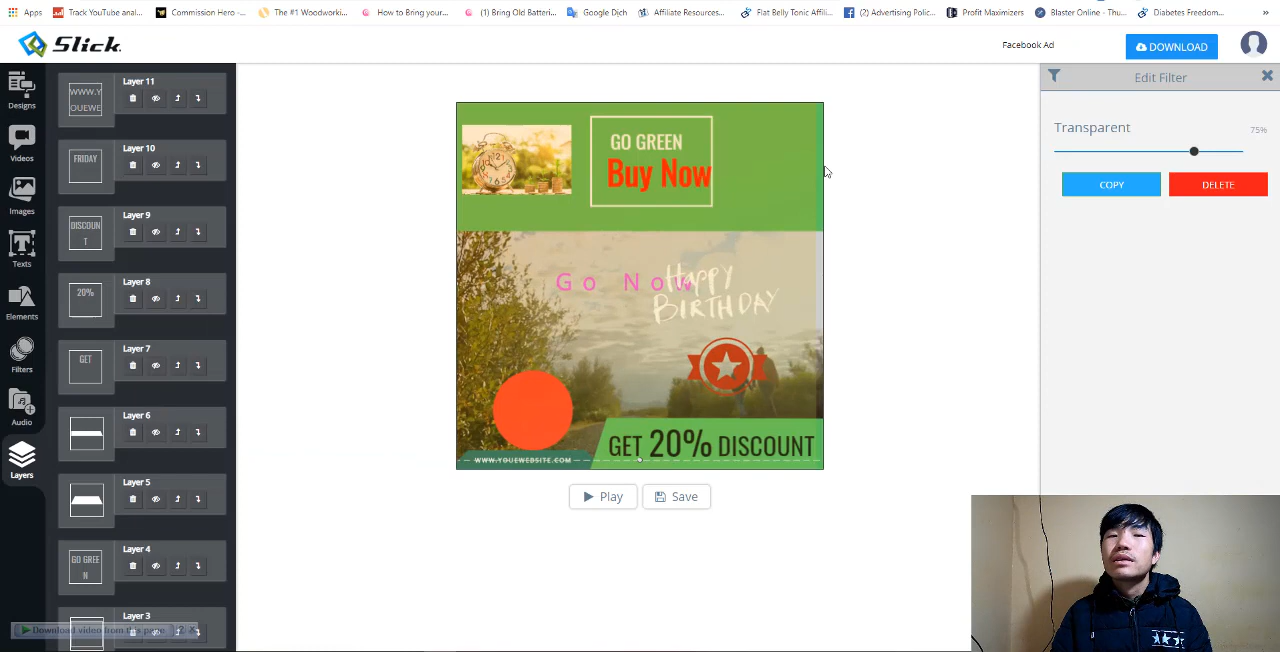 Apps
Track YouTube anal...
Commission Hero -...
The #1 Woodworki...
How to Bring your...
(1) Bring Old Batteri...
Google Dịch
Affiliate Resources...
Flat Belly Tonic Affili...
(2) Advertising Polic...
Profit Maximizers
Blaster Online - Thu...
Diabetes Freedom...
»
Slick.
Facebook Ad
DOWNLOAD
Designs
Videos
Images
Texts
Elements
Filters
Audio
Layers
Layer 11
WWW.Y
OUEWE
Layer 10
FRIDAY
Layer 9
DISCOUN
T
Layer 8
20%
Layer 7
GET
Layer 6
Layer 5
Layer 4
GO GREE
N
Layer 3
Download video from this page
?
GO GREEN
Buy Now
Go Now
HAPPY
BIRTHDAY
GET 20% DISCOUNT
WWW.YOUEWEBSITE.COM
Play
Save
Edit Filter
Transparent
75%
COPY
DELETE